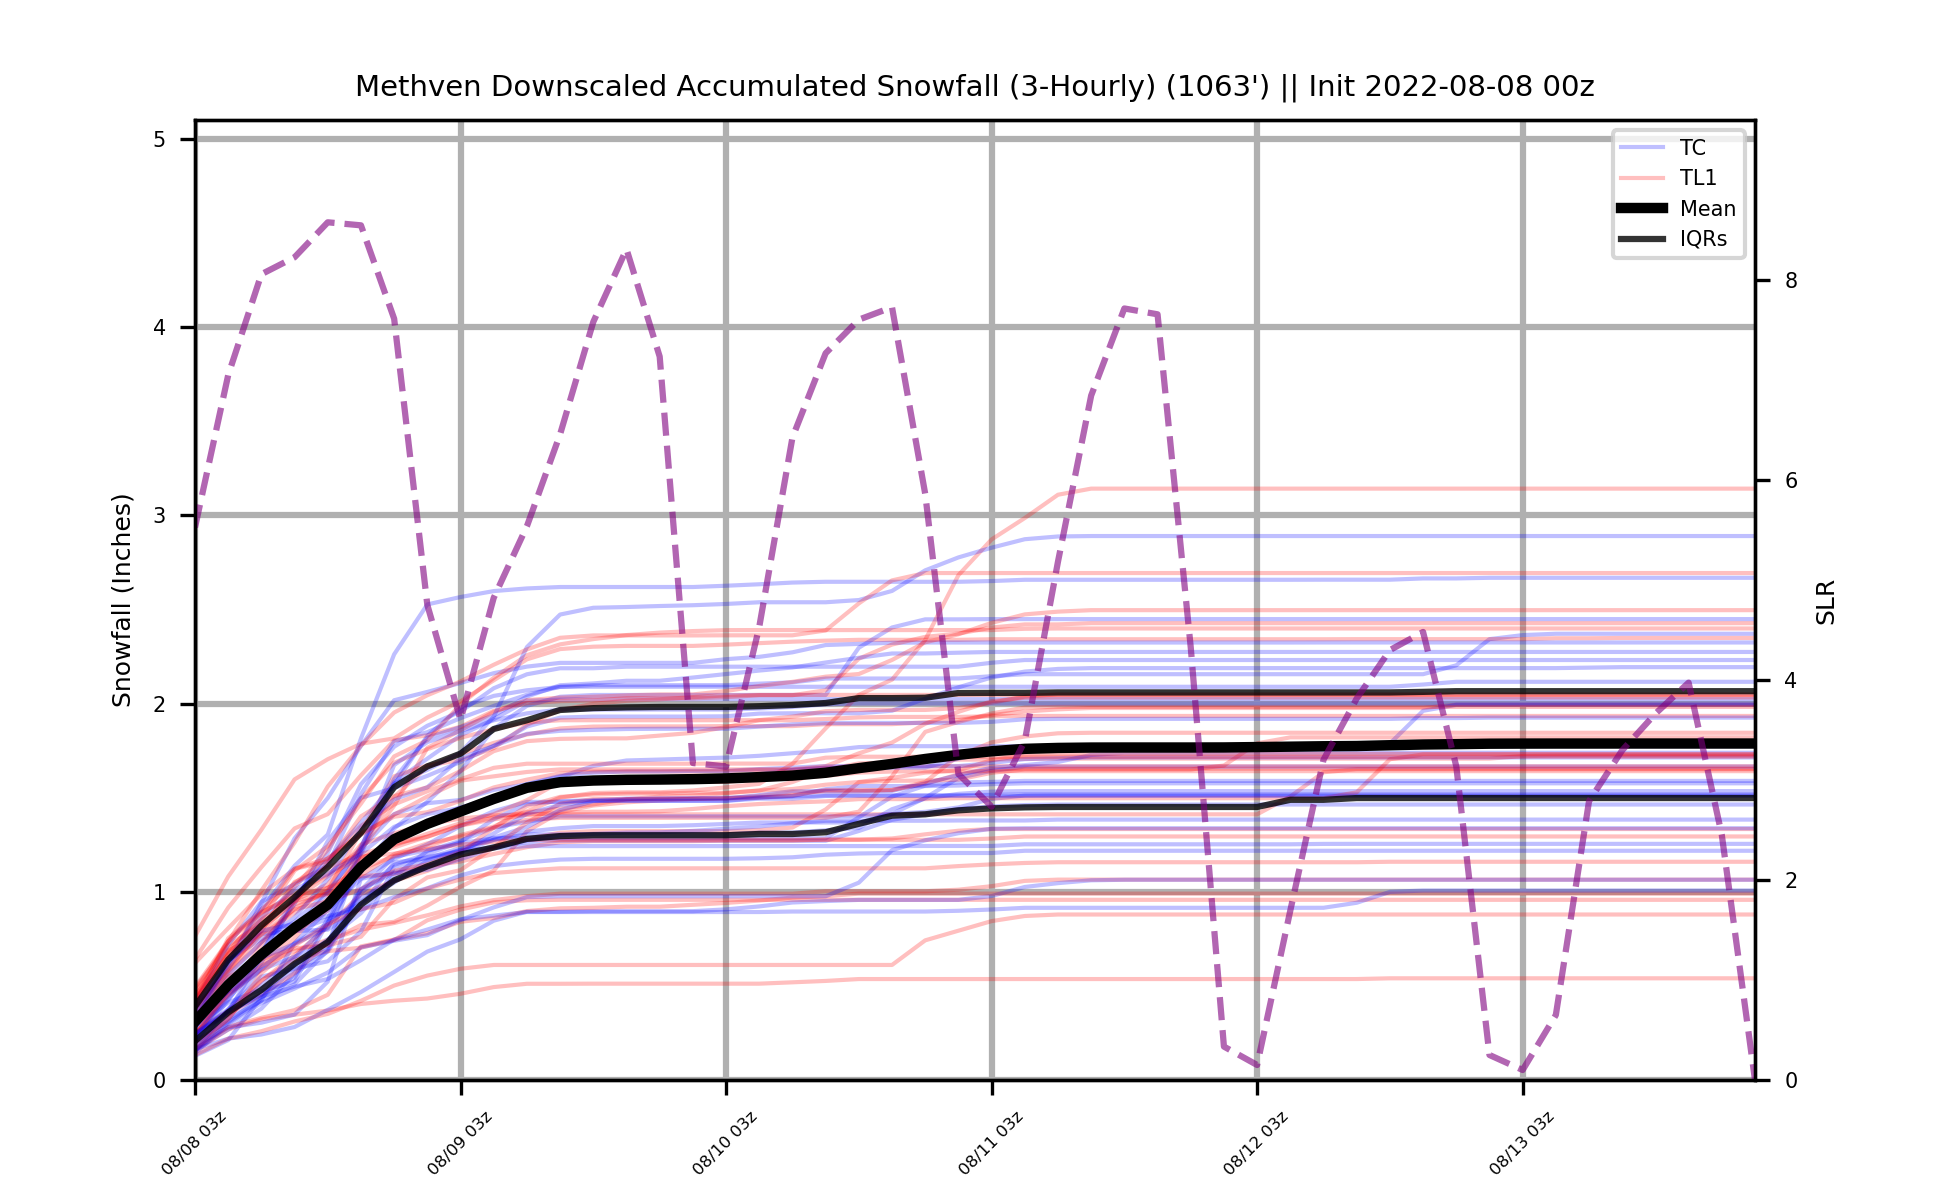 Methven Downscaled Accumulated Snowfall (3-Hourly) (1063') || Init 2022-08-08 00z
TC
TL1
Mean
IQRs
Snowfall (Inches)
5
4
3
2
1
0
SLR
8
6
4
2
0
08/08 03z
08/09 03z
08/10 03z
08/11 03z
08/12 03z
08/13 03z